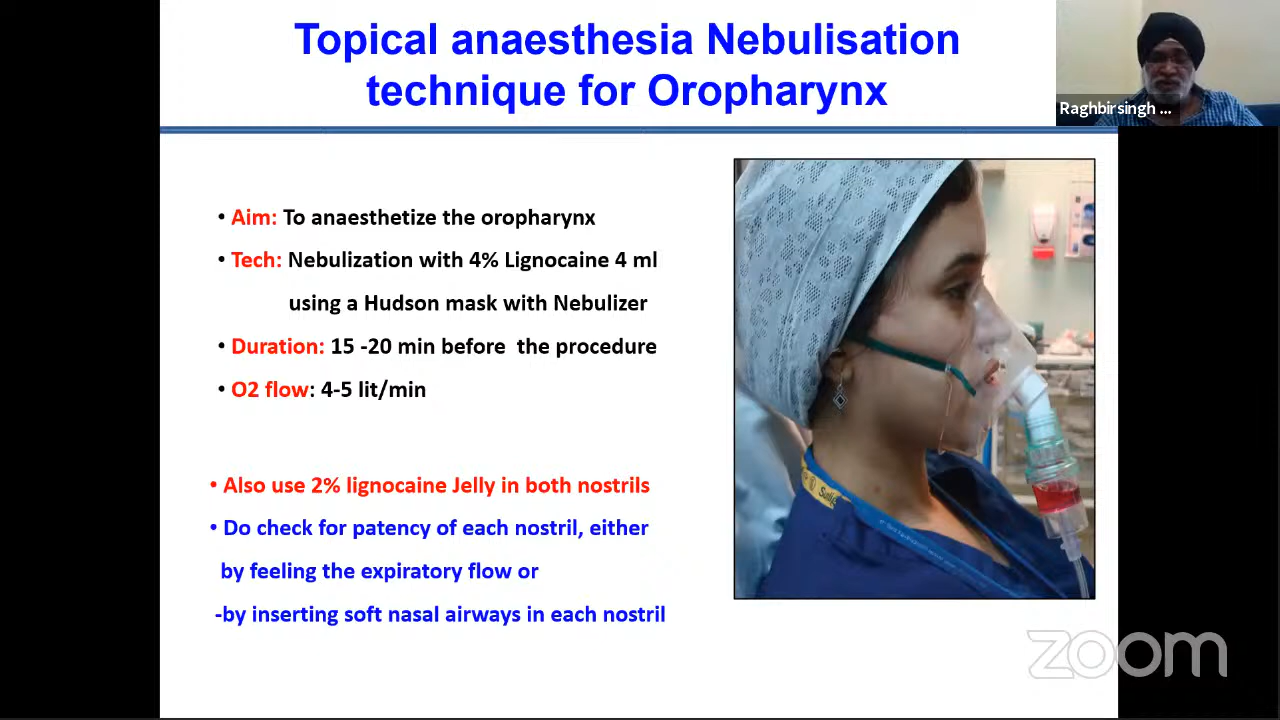 Topical anaesthesia Nebulisation
technique for Oropharynx
Raghbirsingh ...
• Aim: To anaesthetize the oropharynx
• Tech: Nebulization with 4% Lignocaine 4 ml
using a Hudson mask with Nebulizer
• Duration: 15 -20 min before the procedure
• O2 flow: 4-5 lit/min
• Also use 2% lignocaine Jelly in both nostrils
• Do check for patency of each nostril, either
by feeling the expiratory flow or
-by inserting soft nasal airways in each nostril
zoom